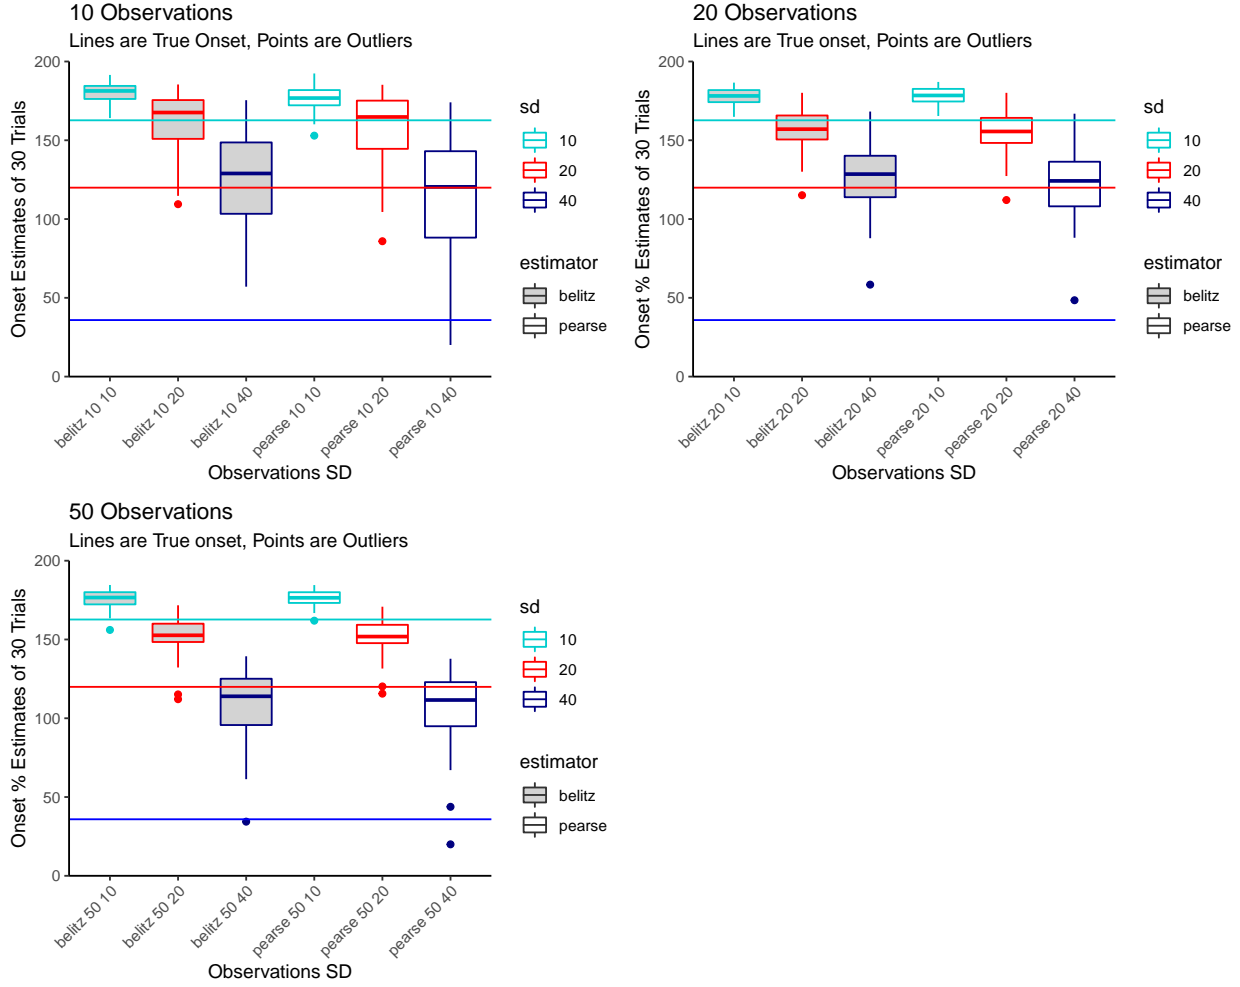 10 Observations
Lines are True Onset, Points are Outliers
Onset Estimates of 30 Trials
200
150
100
50
0
belitz 10 10
belitz 10 20
belitz 10 40
pearse 10 10
pearse 10 20
pearse 10 40
Observations SD
sd
10
20
40
estimator
belitz
pearse
20 Observations
Lines are True onset, Points are Outliers
Onset % Estimates of 30 Trials
200
150
100
50
0
belitz 20 10
belitz 20 20
belitz 20 40
pearse 20 10
pearse 20 20
pearse 20 40
Observations SD
sd
10
20
40
estimator
belitz
pearse
50 Observations
Lines are True onset, Points are Outliers
Onset % Estimates of 30 Trials
200
150
100
50
0
belitz 50 10
belitz 50 20
belitz 50 40
pearse 50 10
pearse 50 20
pearse 50 40
Observations SD
sd
10
20
40
estimator
belitz
pearse